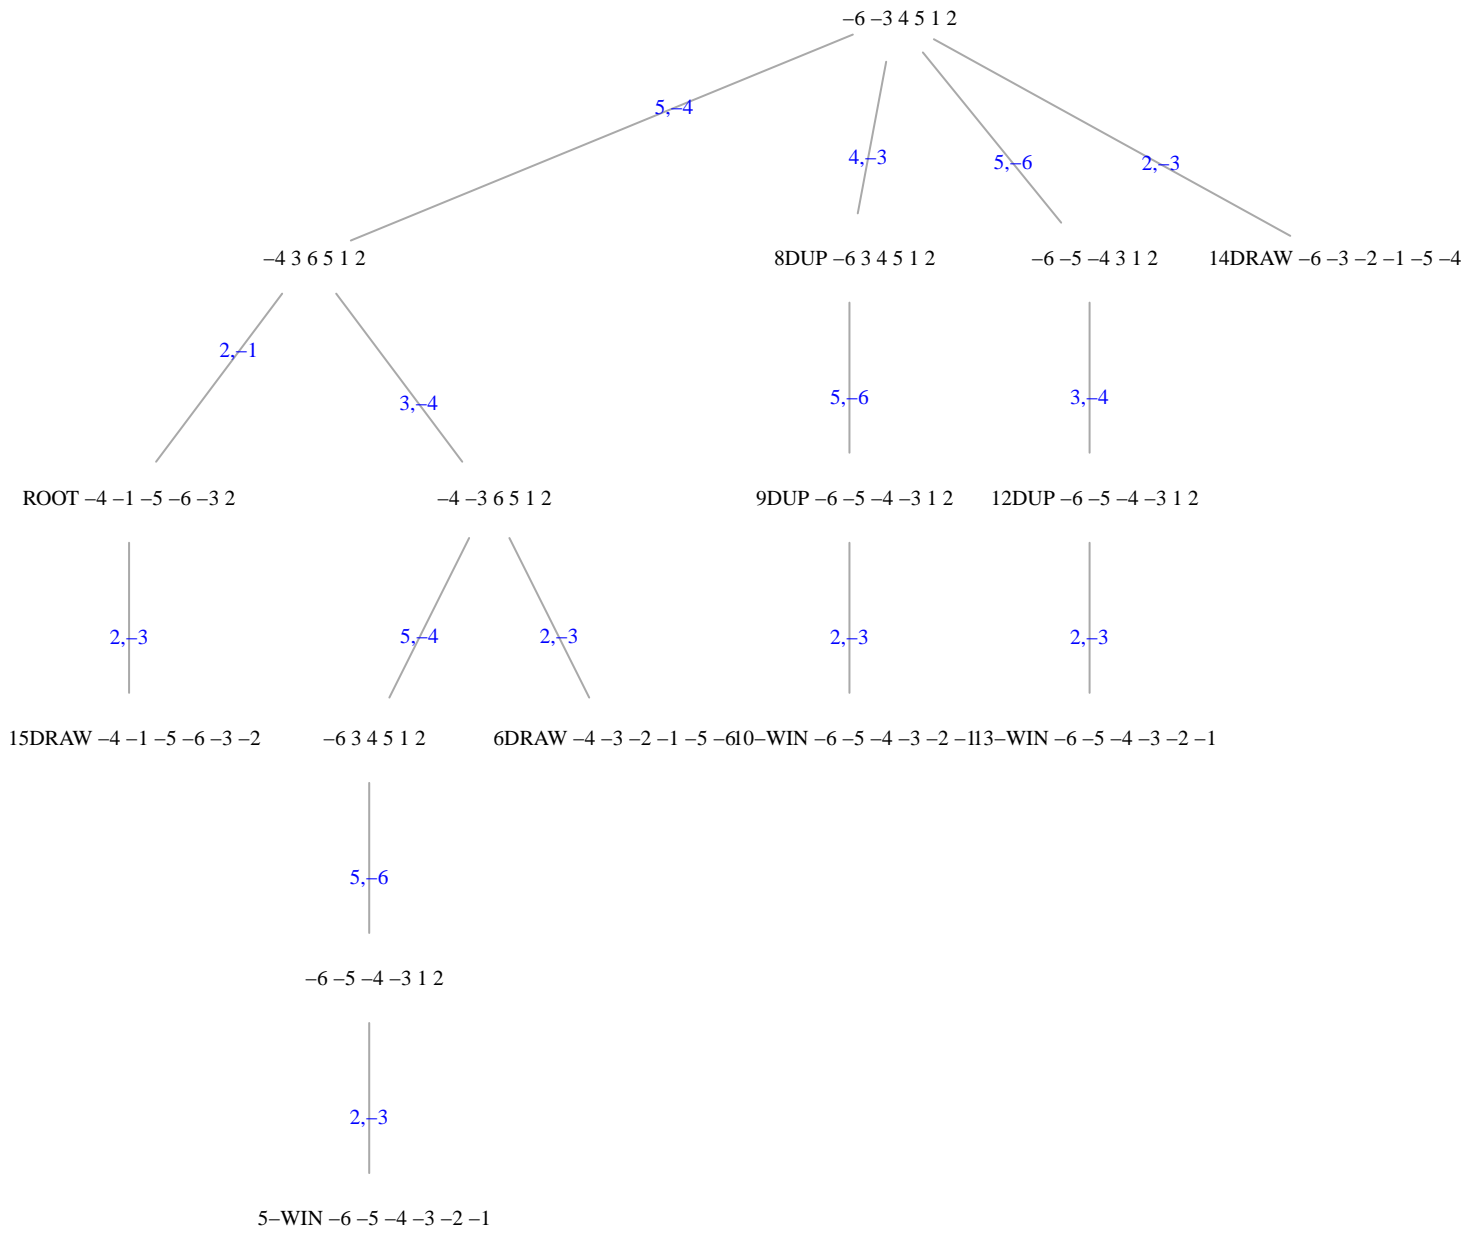 –6 –3 4 5 1 2
5,–4
4,–3
5,–6
2,–3
–4 3 6 5 1 2
8DUP –6 3 4 5 1 2
–6 –5 –4 3 1 2
14DRAW –6 –3 –2 –1 –5 –4
2,–1
3,–4
5,–6
3,–4
ROOT –4 –1 –5 –6 –3 2
–4 –3 6 5 1 2
9DUP –6 –5 –4 –3 1 2
12DUP –6 –5 –4 –3 1 2
2,–3
5,–4
2,–3
2,–3
2,–3
15DRAW –4 –1 –5 –6 –3 –2
–6 3 4 5 1 2
6DRAW –4 –3 –2 –1 –5 –6
10–WIN –6 –5 –4 –3 –2 –1
13–WIN –6 –5 –4 –3 –2 –1
5,–6
–6 –5 –4 –3 1 2
2,–3
5–WIN –6 –5 –4 –3 –2 –1